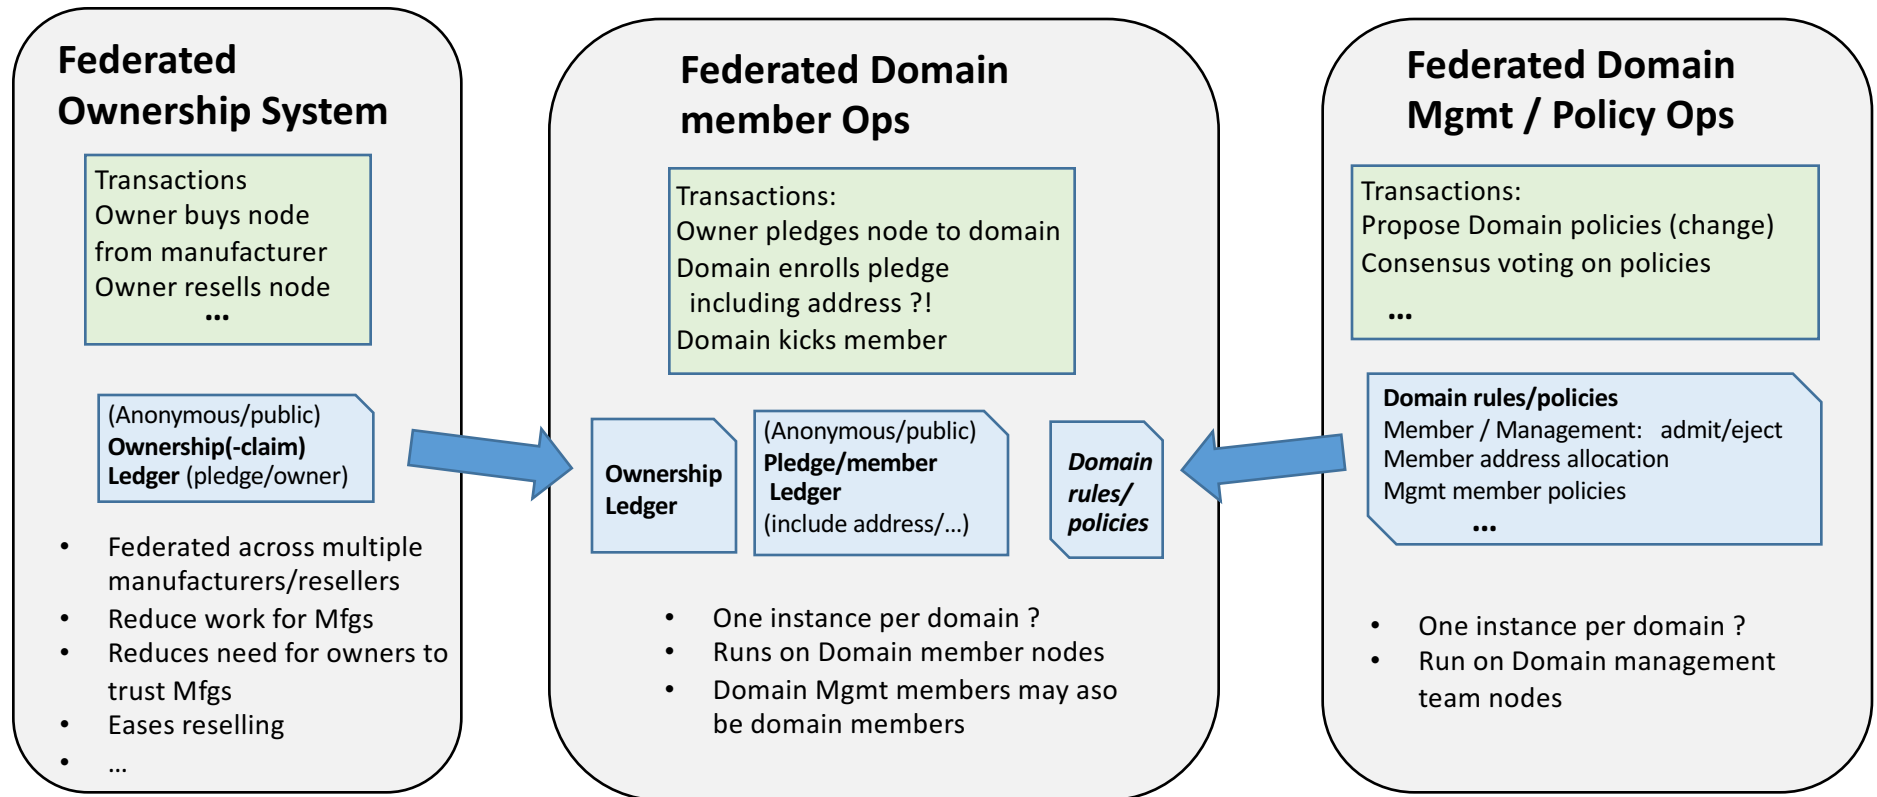 Federated
Ownership System
Transactions
Owner buys node
from manufacturer
Owner resells node
...
(Anonymous/public)
Ownership(-claim)
Ledger (pledge/owner)
• Federated across multiple
manufacturers/resellers
• Reduce work for Mfgs
• Reduces need for owners to
trust Mfgs
• Eases reselling
• ...
Federated Domain
member Ops
Transactions:
Owner pledges node to domain
Domain enrolls pledge
including address ?!
Domain kicks member
Ownership
Ledger
(Anonymous/public)
Pledge/member
Ledger
(include address/...)
Domain
rules/
policies
• One instance per domain ?
• Runs on Domain member nodes
• Domain Mgmt members may aso
be domain members
Federated Domain
Mgmt / Policy Ops
Transactions:
Propose Domain policies (change)
Consensus voting on policies
...
Domain rules/policies
Member / Management: admit/eject
Member address allocation
Mgmt member policies
...
• One instance per domain ?
• Run on Domain management
team nodes